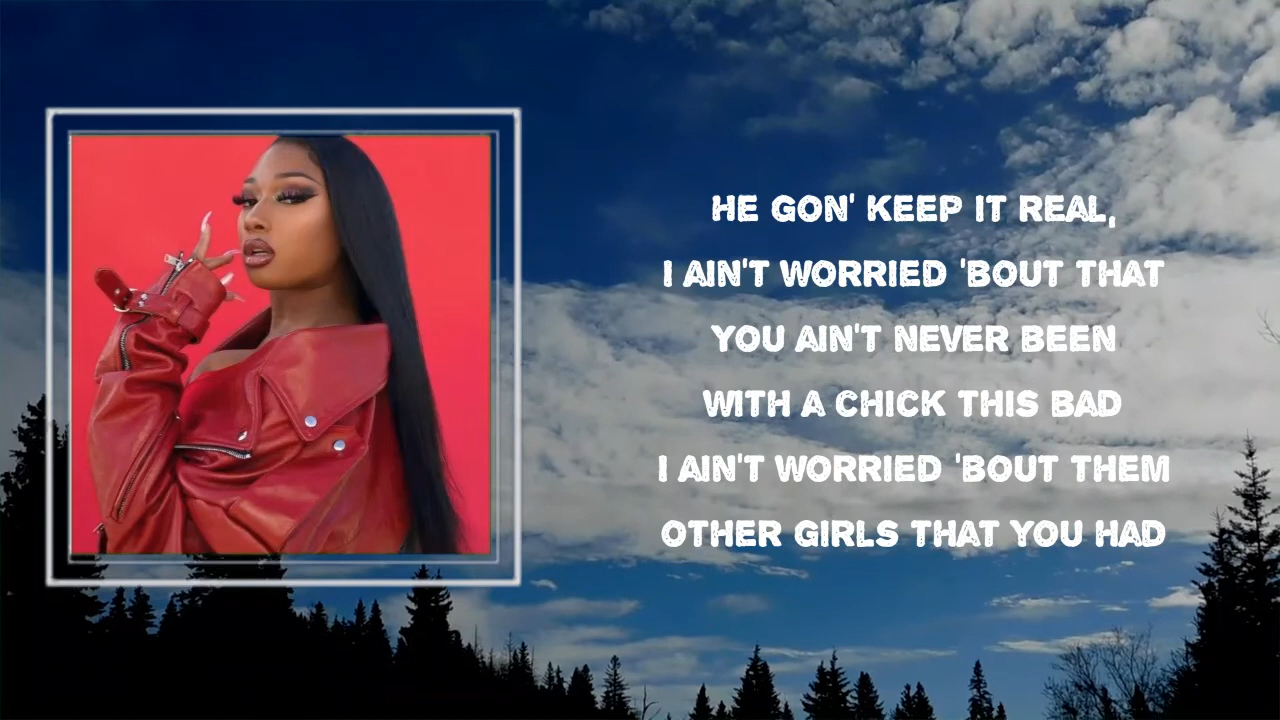 HE GON' KEEP IT REAL,
I AIN'T WORRIED 'BOUT THAT
YOU AIN'T NEVER BEEN
WITH A CHICK THIS BAD
I AIN'T WORRIED 'BOUT THEM
OTHER GIRLS THAT YOU HAD